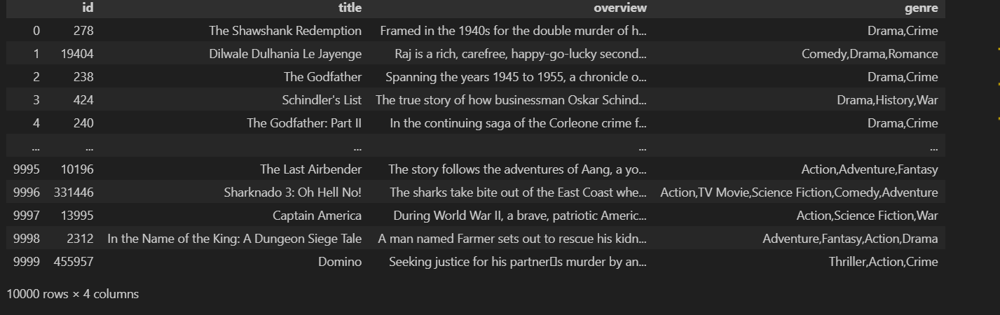 id title overview genre
0 278 The Shawshank Redemption Framed in the 1940s for the double murder of h... Drama,Crime
1 19404 Dilwale Dulhania Le Jayenge Raj is a rich, carefree, happy-go-lucky second... Comedy,Drama,Romance
2 238 The Godfather Spanning the years 1945 to 1955, a chronicle o... Drama,Crime
3 424 Schindler's List The true story of how businessman Oskar Schind... Drama,History,War
4 240 The Godfather: Part II In the continuing saga of the Corleone crime f... Drama,Crime
... ... ... ... ...
9995 10196 The Last Airbender The story follows the adventures of Aang, a yo... Action,Adventure,Fantasy
9996 331446 Sharknado 3: Oh Hell No! The sharks take bite out of the East Coast whe... Action,TV Movie,Science Fiction,Comedy,Adventure
9997 13995 Captain America During World War II, a brave, patriotic Americ... Action,Science Fiction,War
9998 2312 In the Name of the King: A Dungeon Siege Tale A man named Farmer sets out to rescue his kidn... Adventure,Fantasy,Action,Drama
9999 455957 Domino Seeking justice for his partner▯s murder by an... Thriller,Action,Crime
10000 rows × 4 columns